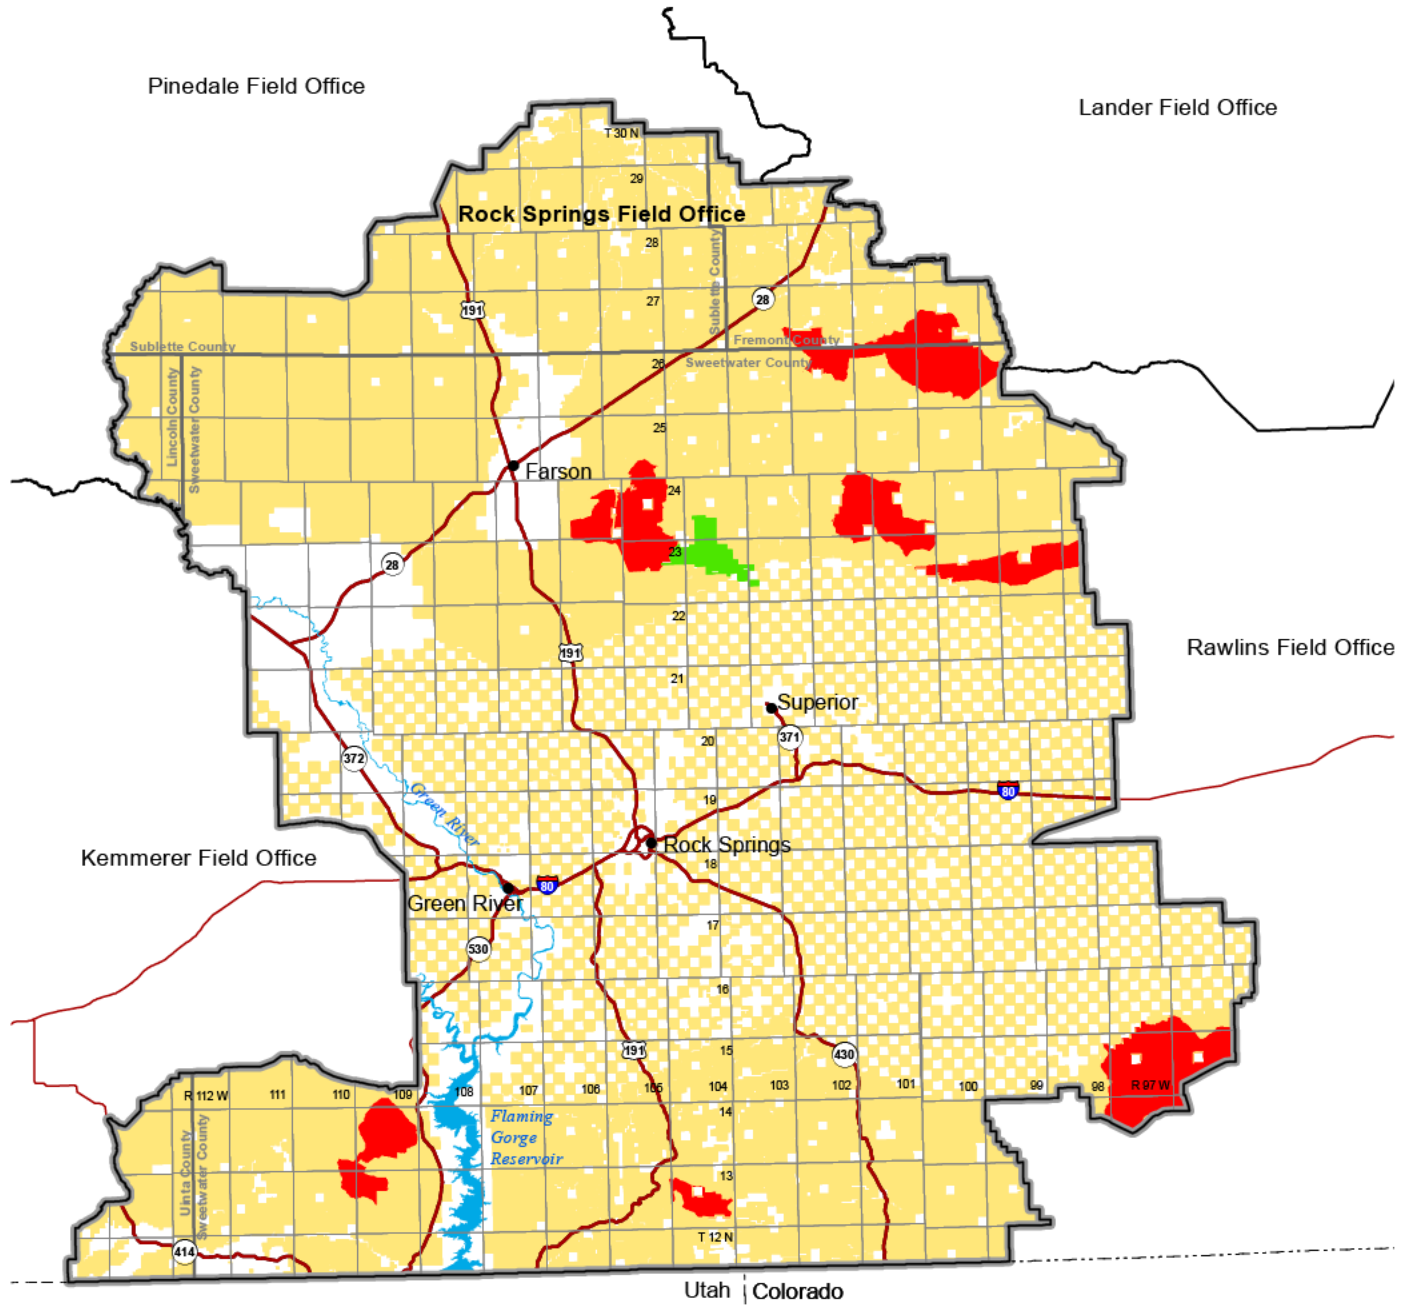 Pinedale Field Office
Lander Field Office
T 30 N
29
Rock Springs Field Office
28
Sublette County
191
27
28
Sublette County
Fremont County
26
Sweetwater County
Lincoln County
Sweetwater County
25
Farson
24
23
28
22
191
Rawlins Field Office
21
Superior
20
371
372
19
80
Green River
Rock Springs
18
Kemmerer Field Office
80
Green River
17
530
16
191
15
430
R 112 W
111
110
109
108
107
106
105
104
103
102
101
100
99
98
R 97 W
14
Flaming
Gorge
Reservoir
Uinta County
Sweetwater County
13
T 12 N
414
Utah
Colorado